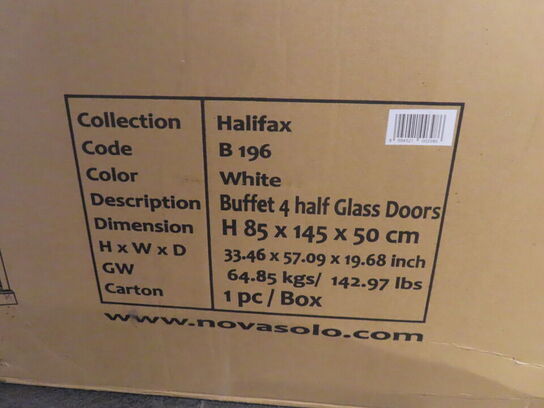 Collection Halifax
Code B 196
Color White
Description Buffet 4 half Glass Doors
Dimension H 85 x 145 x 50 cm
H x W x D 33.46 x 57.09 x 19.68 inch
GW 64.85 kgs/ 142.97 lbs
Carton 1 pc / Box
www.novasolo.com